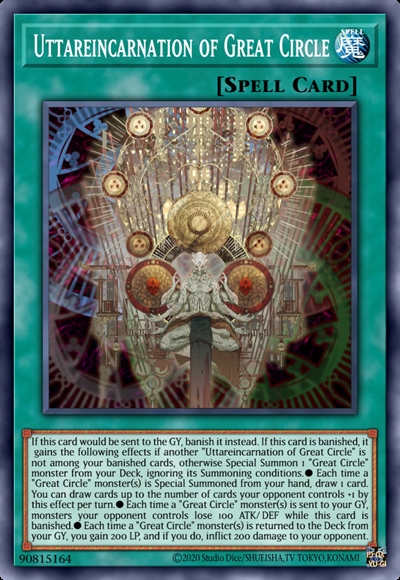 UTTAREINCARNATION OF GREAT CIRCLE
SPELL
魔
[SPELL CARD]
If this card would be sent to the GY, banish it instead. If this card is banished, it
gains the following effects if another "Uttareincarnation of Great Circle" is
not among your banished cards, otherwise Special Summon 1 "Great Circle"
monster from your Deck, ignoring its Summoning conditions.● Each time a
"Great Circle" monster(s) is Special Summoned from your hand, draw 1 card.
You can draw cards up to the number of cards your opponent controls +1 by
this effect per turn.● Each time a "Great Circle" monster(s) is sent to your GY,
monsters your opponent controls lose 100 ATK/ DEF while this card is
banished.● Each time a "Great Circle" monster(s) is returned to the Deck from
your GY, you gain 200 LP, and if you do, inflict 200 damage to your opponent.
90815164
©2020 Studio Dice/SHUEISHA,TV TOKYO,KONAMI
YU-GI